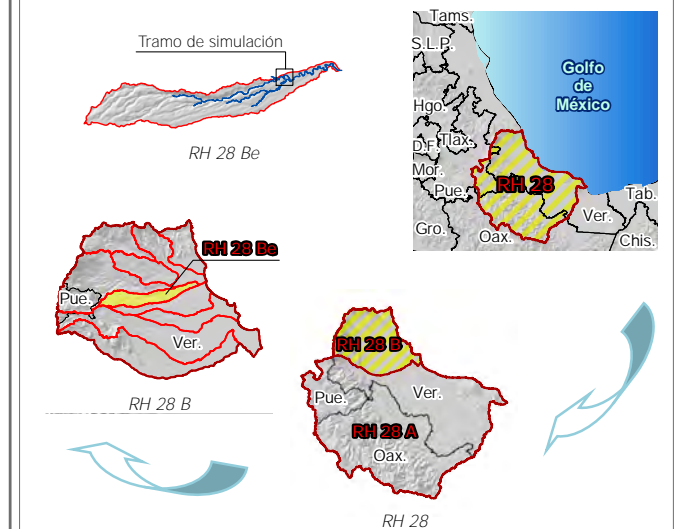 Tramo de simulación
RH 28 Be
Tams.
S.L.P.
Golfo
de
México
Hgo.
Tlax.
D.F.
Mor.
Pue.
RH 28
Gro.
Oax.
Ver.
Tab.
Chis.
RH 28 Be
Pue.
Ver.
RH 28 B
RH 28 B
Pue.
Ver.
RH 28 A
Oax.
RH 28